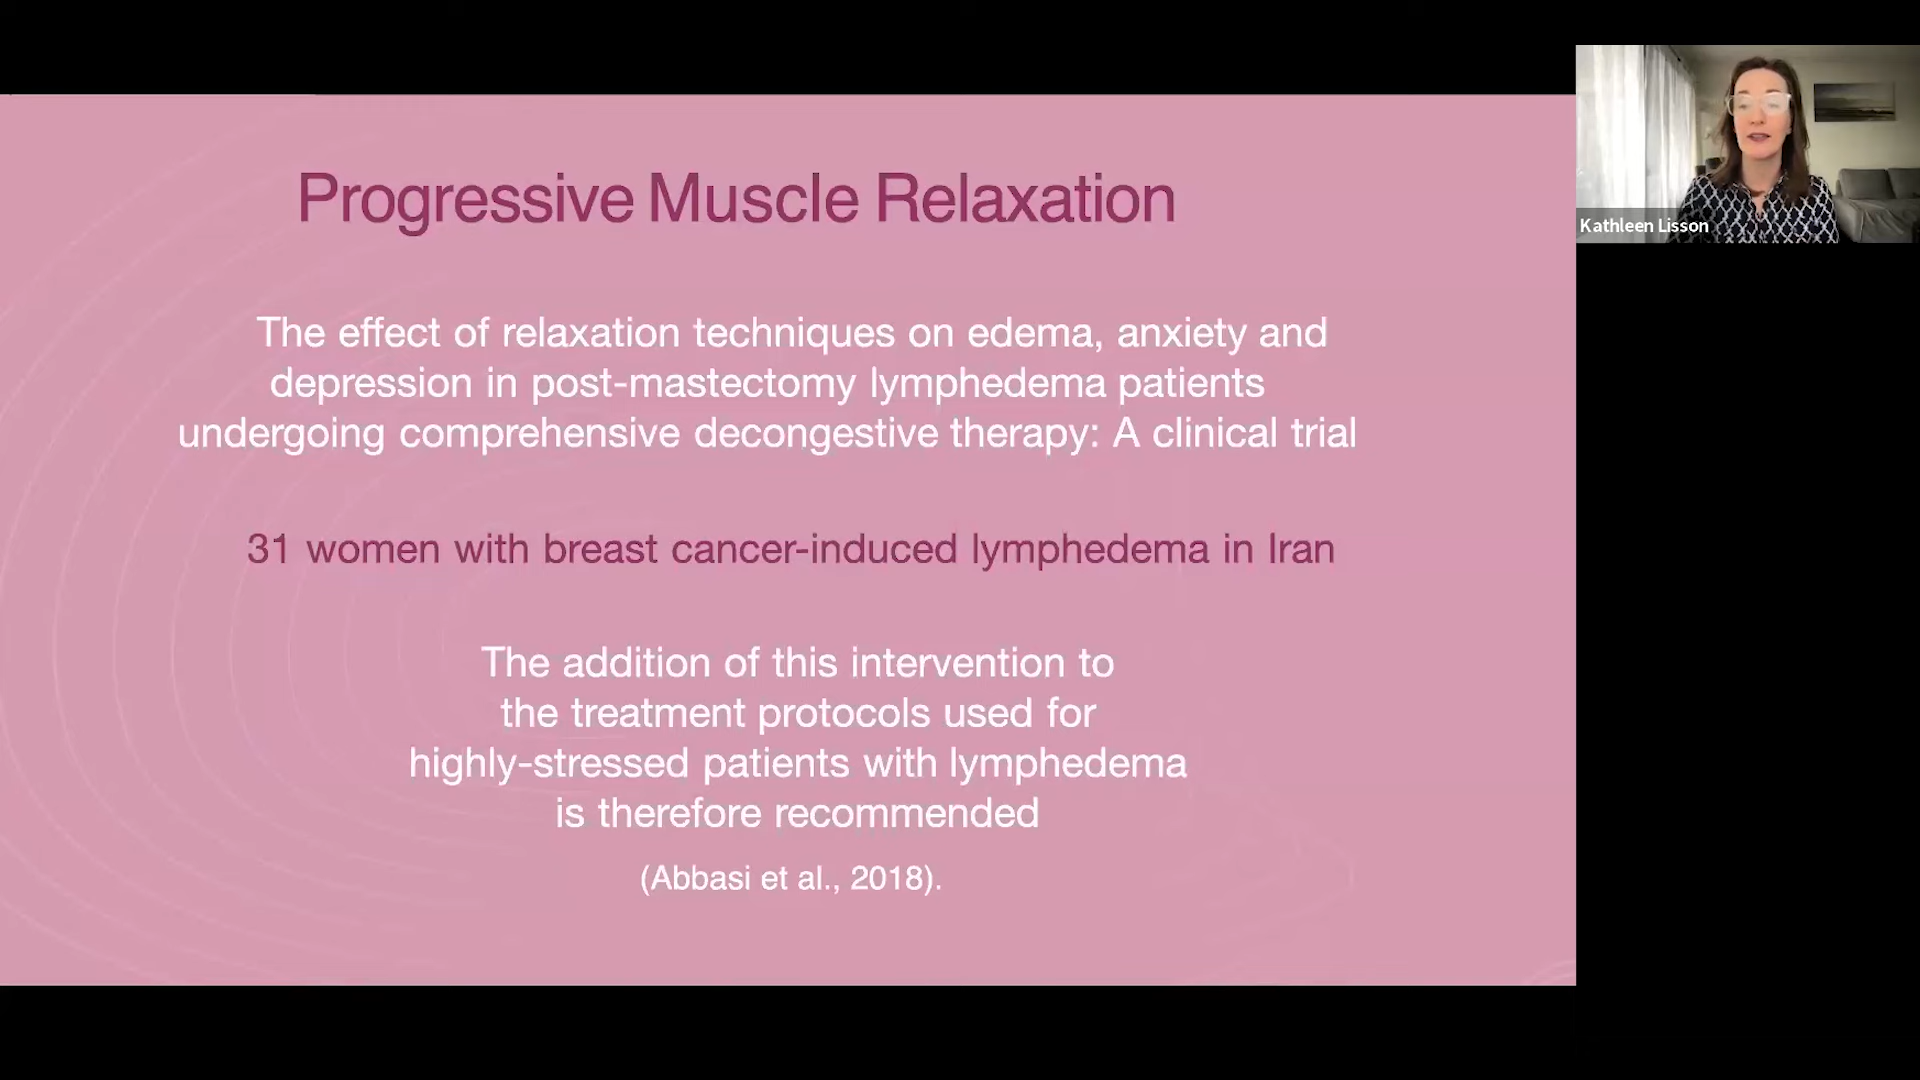 Progressive Muscle Relaxation
The effect of relaxation techniques on edema, anxiety and
depression in post-mastectomy lymphedema patients
undergoing comprehensive decongestive therapy: A clinical trial
31 women with breast cancer-induced lymphedema in Iran
The addition of this intervention to
the treatment protocols used for
highly-stressed patients with lymphedema
is therefore recommended
(Abbasi et al., 2018).
Kathleen Lisson